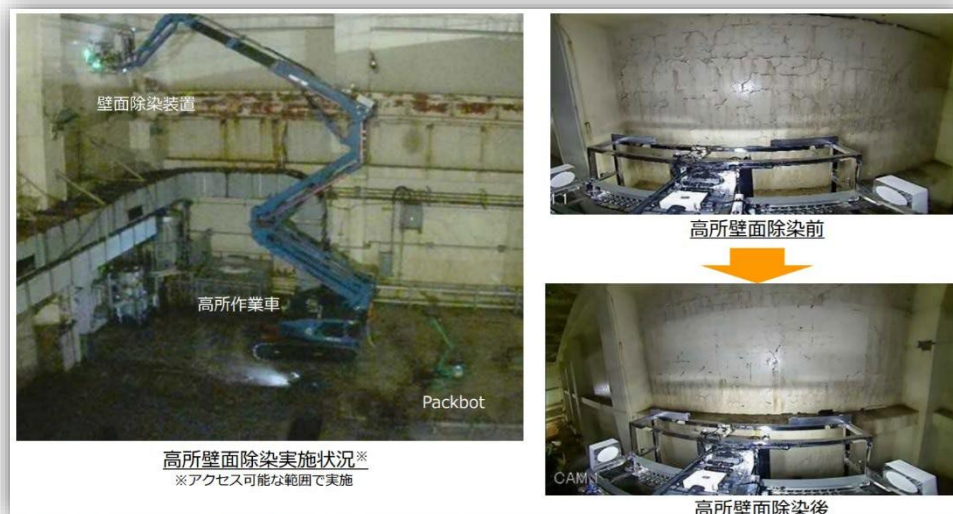 壁面除染装置
高所作業車
Packbot
高所壁面除染実施状況※
※アクセス可能な範囲で実施
高所壁面除染前
CAM1
高所壁面除染後